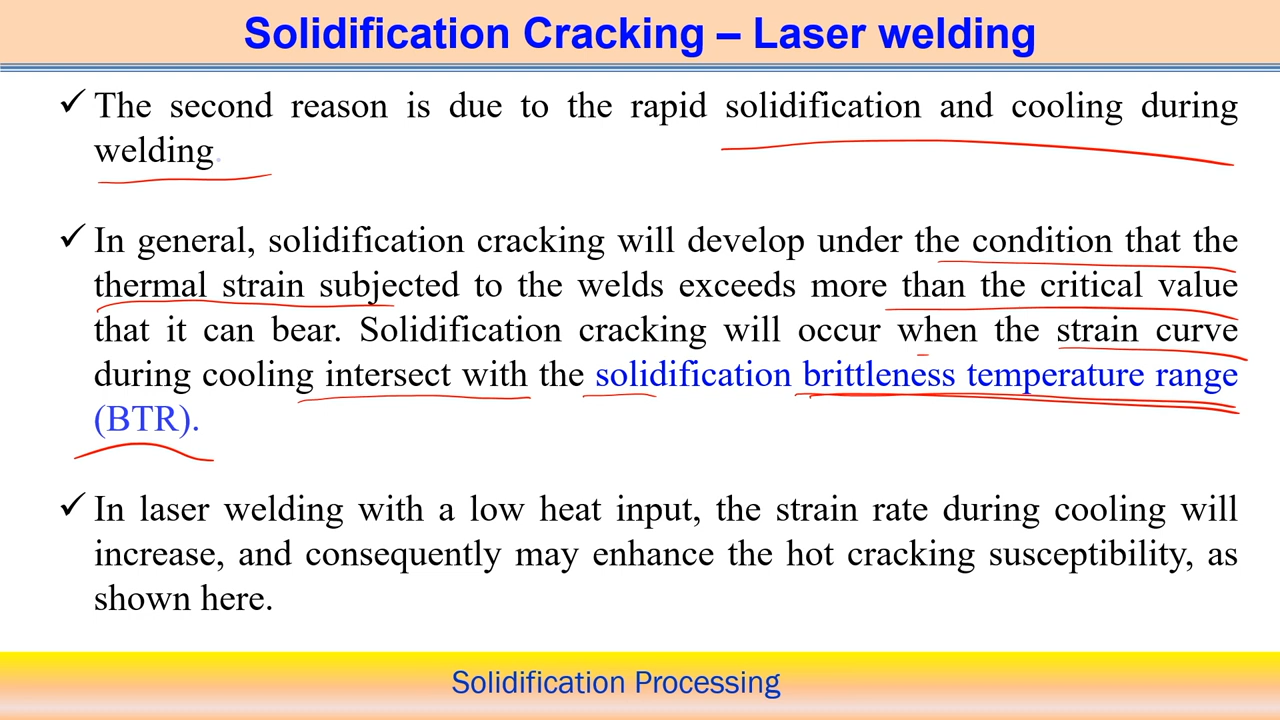 Solidification Cracking – Laser welding
✓ The second reason is due to the rapid solidification and cooling during
welding.
✓ In general, solidification cracking will develop under the condition that the
thermal strain subjected to the welds exceeds more than the critical value
that it can bear. Solidification cracking will occur when the strain curve
during cooling intersect with the solidification brittleness temperature range
(BTR).
✓ In laser welding with a low heat input, the strain rate during cooling will
increase, and consequently may enhance the hot cracking susceptibility, as
shown here.
Solidification Processing